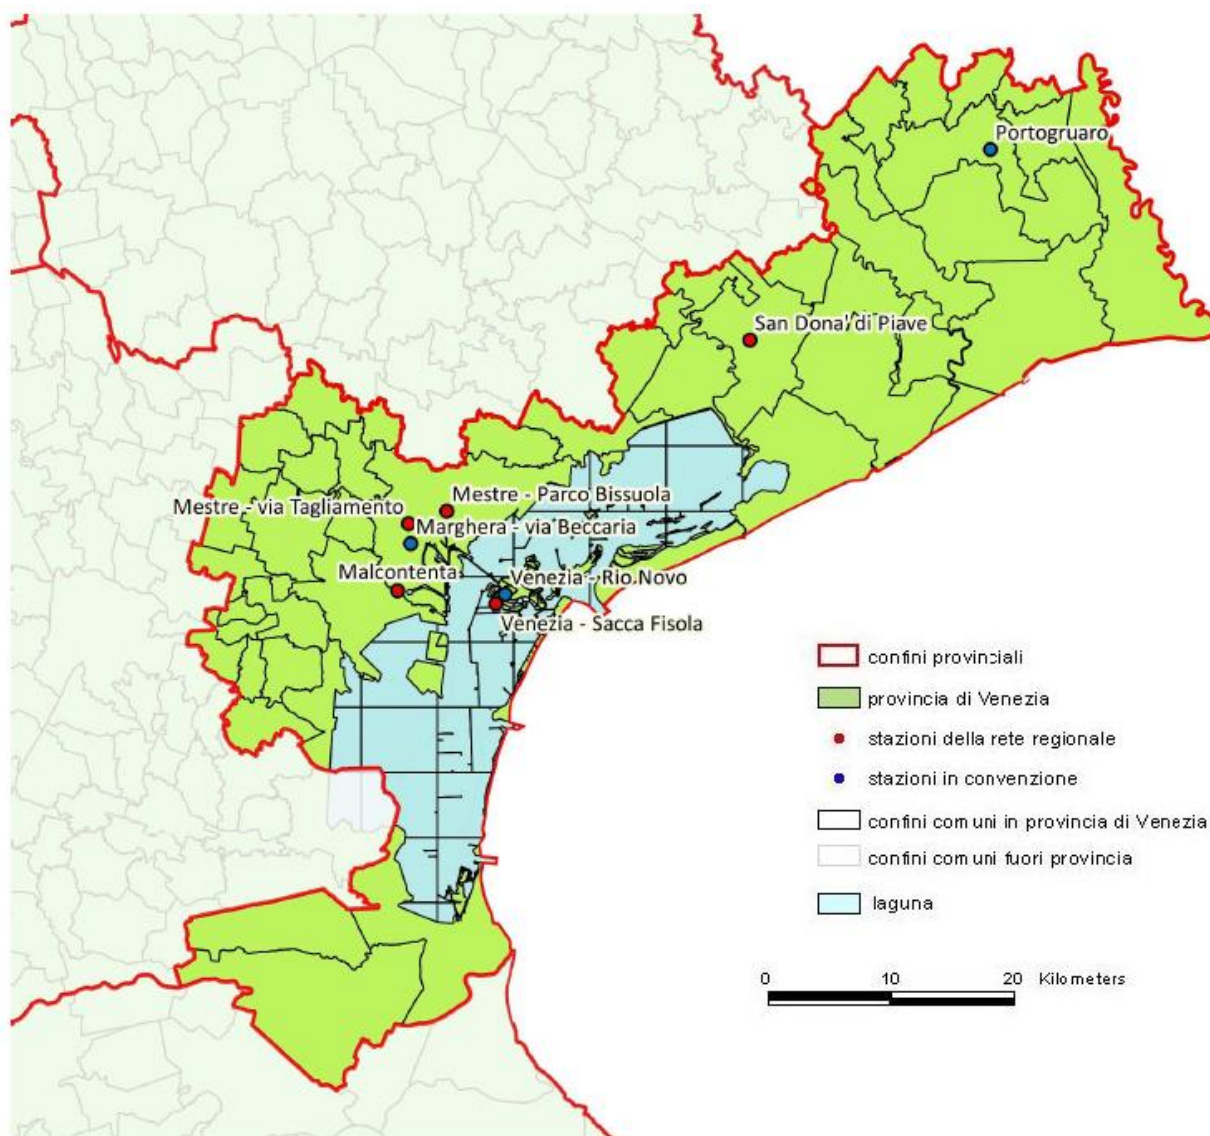 Portogruaro
San Dona' di Piave
Mestre - Parco Bissuola
Mestre - via Tagliamento
Marghera - via Beccaria
Malcontenta
Venezia - Rio Novo
Venezia - Sacca Fisola
confini provinciali
provincia di Venezia
stazioni della rete regionale
stazioni in convenzione
confini comuni in provincia di Venezia
confini comuni fuori provincia
laguna
0 10 20 Kilometers